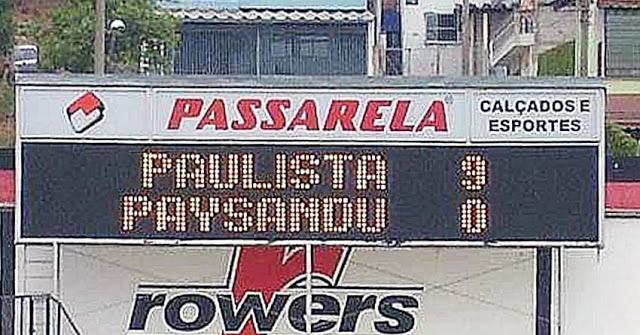 PASSARELA®
CALÇADOS E
ESPORTES
PAULISTA 9
PAYSANDU 0
rowers